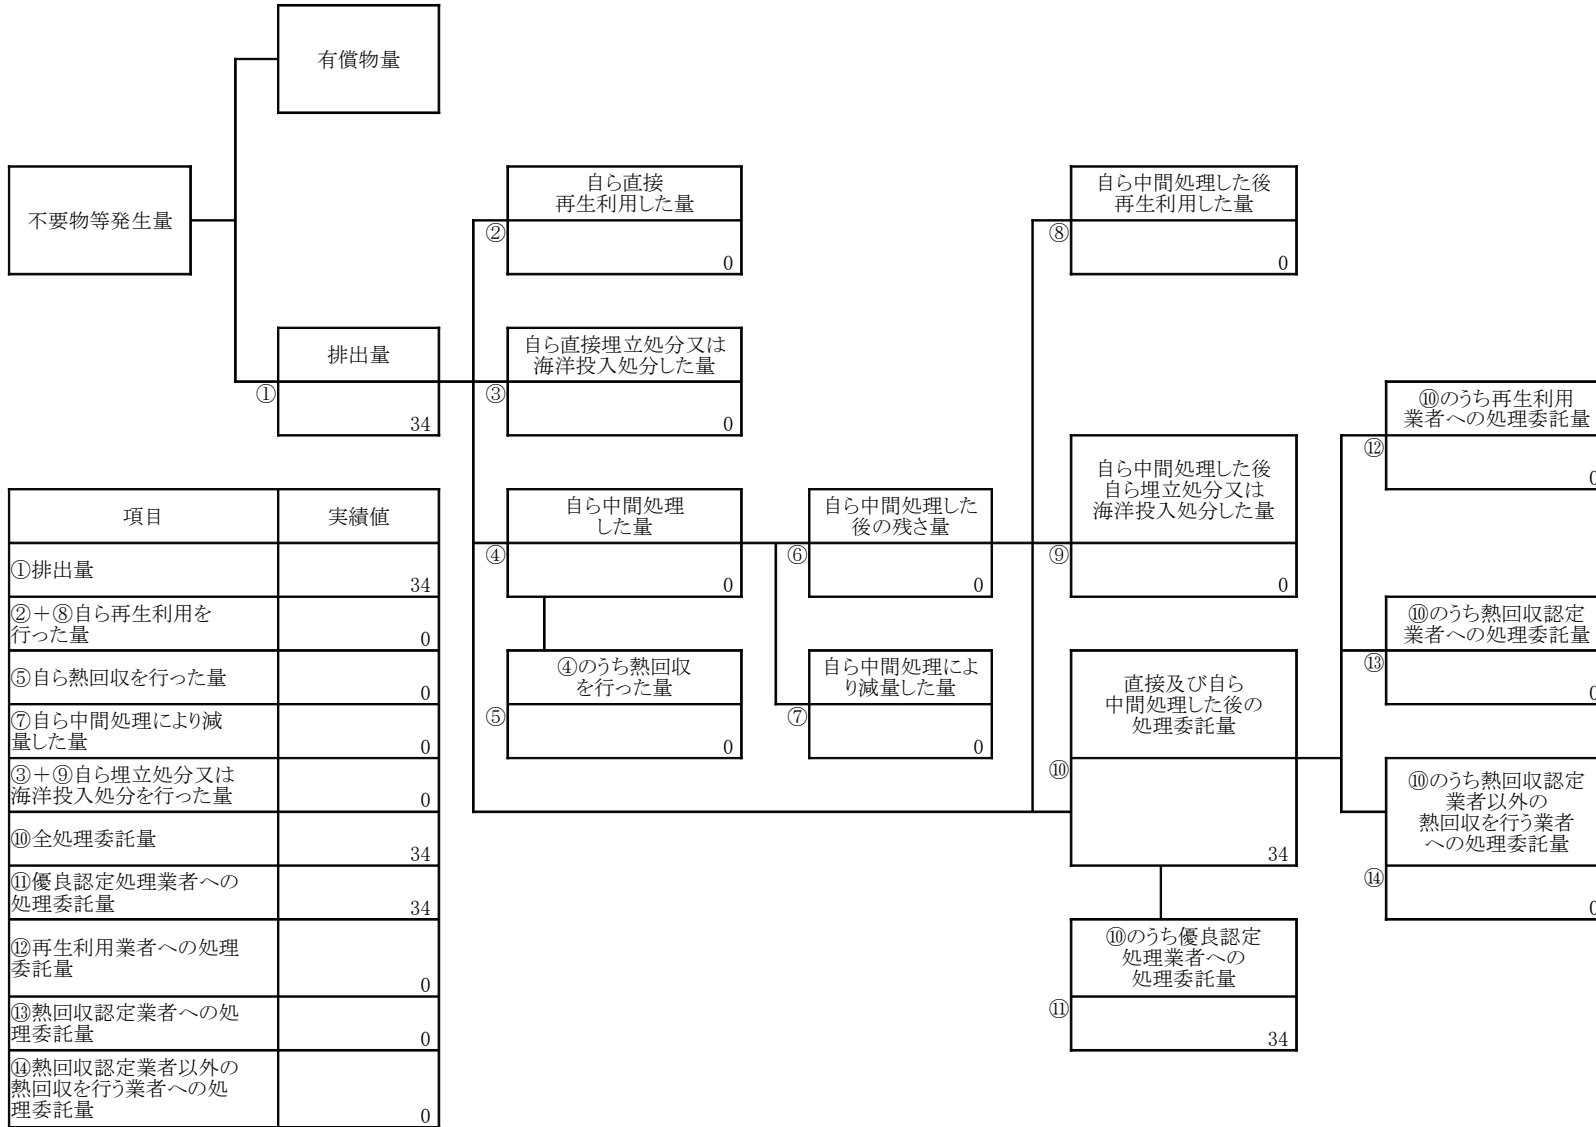 有償物量
不要物等発生量
自ら直接
再生利用した量
②
0
自ら中間処理した後
再生利用した量
⑧
0
排出量
①
34
自ら直接埋立処分又は
海洋投入処分した量
③
0
⑩のうち再生利用
業者への処理委託量
⑫
0
自ら中間処理した後
自ら埋立処分又は
海洋投入処分した量
⑨
0
自ら中間処理
した量
④
0
自ら中間処理した
後の残さ量
⑥
0
⑩のうち熱回収認定
業者への処理委託量
⑬
0
④のうち熱回収
を行った量
⑤
0
自ら中間処理によ
り減量した量
⑦
0
直接及び自ら
中間処理した後の
処理委託量
⑩
34
⑩のうち熱回収認定
業者以外の
熱回収を行う業者
への処理委託量
⑭
0
⑩のうち優良認定
処理業者への
処理委託量
⑪
34
項目 実績値
①排出量 34
②＋⑧自ら再生利用を
行った量 0
⑤自ら熱回収を行った量 0
⑦自ら中間処理により減
量した量 0
③＋⑨自ら埋立処分又は
海洋投入処分を行った量 0
⑩全処理委託量 34
⑪優良認定処理業者への
処理委託量 34
⑫再生利用業者への処理
委託量 0
⑬熱回収認定業者への処
理委託量 0
⑭熱回収認定業者以外の
熱回収を行う業者への処
理委託量 0